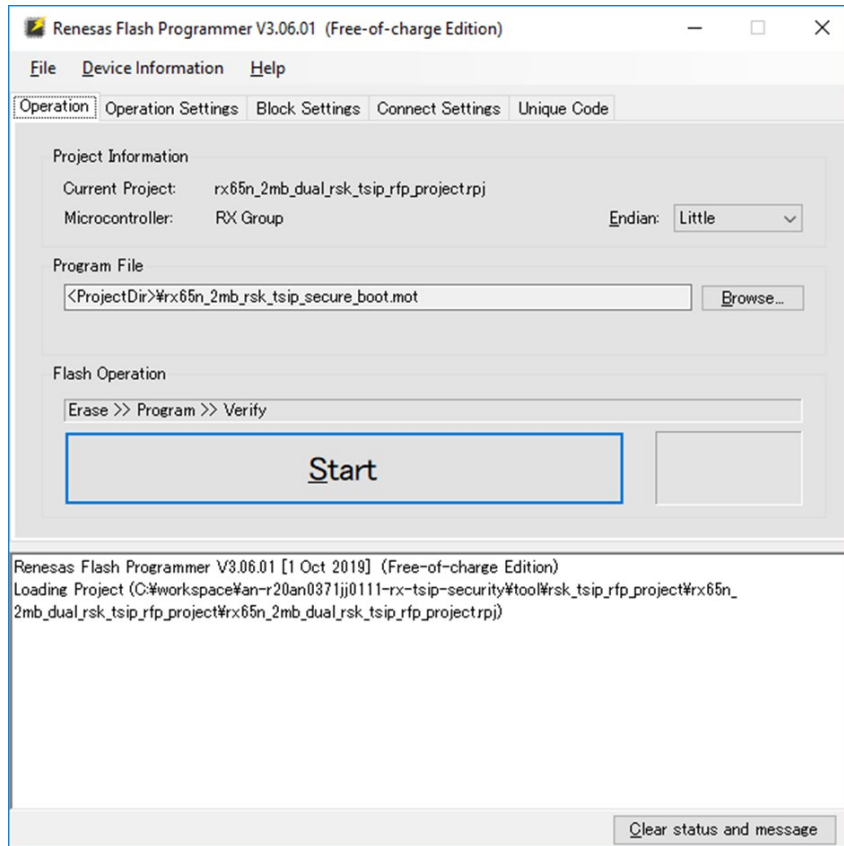 Renesas Flash Programmer V3.06.01 (Free-of-charge Edition)
File Device Information Help
Operation Operation Settings Block Settings Connect Settings Unique Code
Project Information
Current Project: rx65n_2mb_dual_rsk_tsip_rfp_project.rpj
Microcontroller: RX Group Endian: Little
Program File
<ProjectDir>¥rx65n_2mb_rsk_tsip_secure_boot.mot Browse...
Flash Operation
Erase >> Program >> Verify
Start
Renesas Flash Programmer V3.06.01 [1 Oct 2019] (Free-of-charge Edition)
Loading Project (C:¥workspace¥an-r20an0371jj0111-rx-tsip-security¥tool¥rsk_tsip_rfp_project¥rx65n_
2mb_dual_rsk_tsip_rfp_project¥rx65n_2mb_dual_rsk_tsip_rfp_project.rpj)
Clear status and message